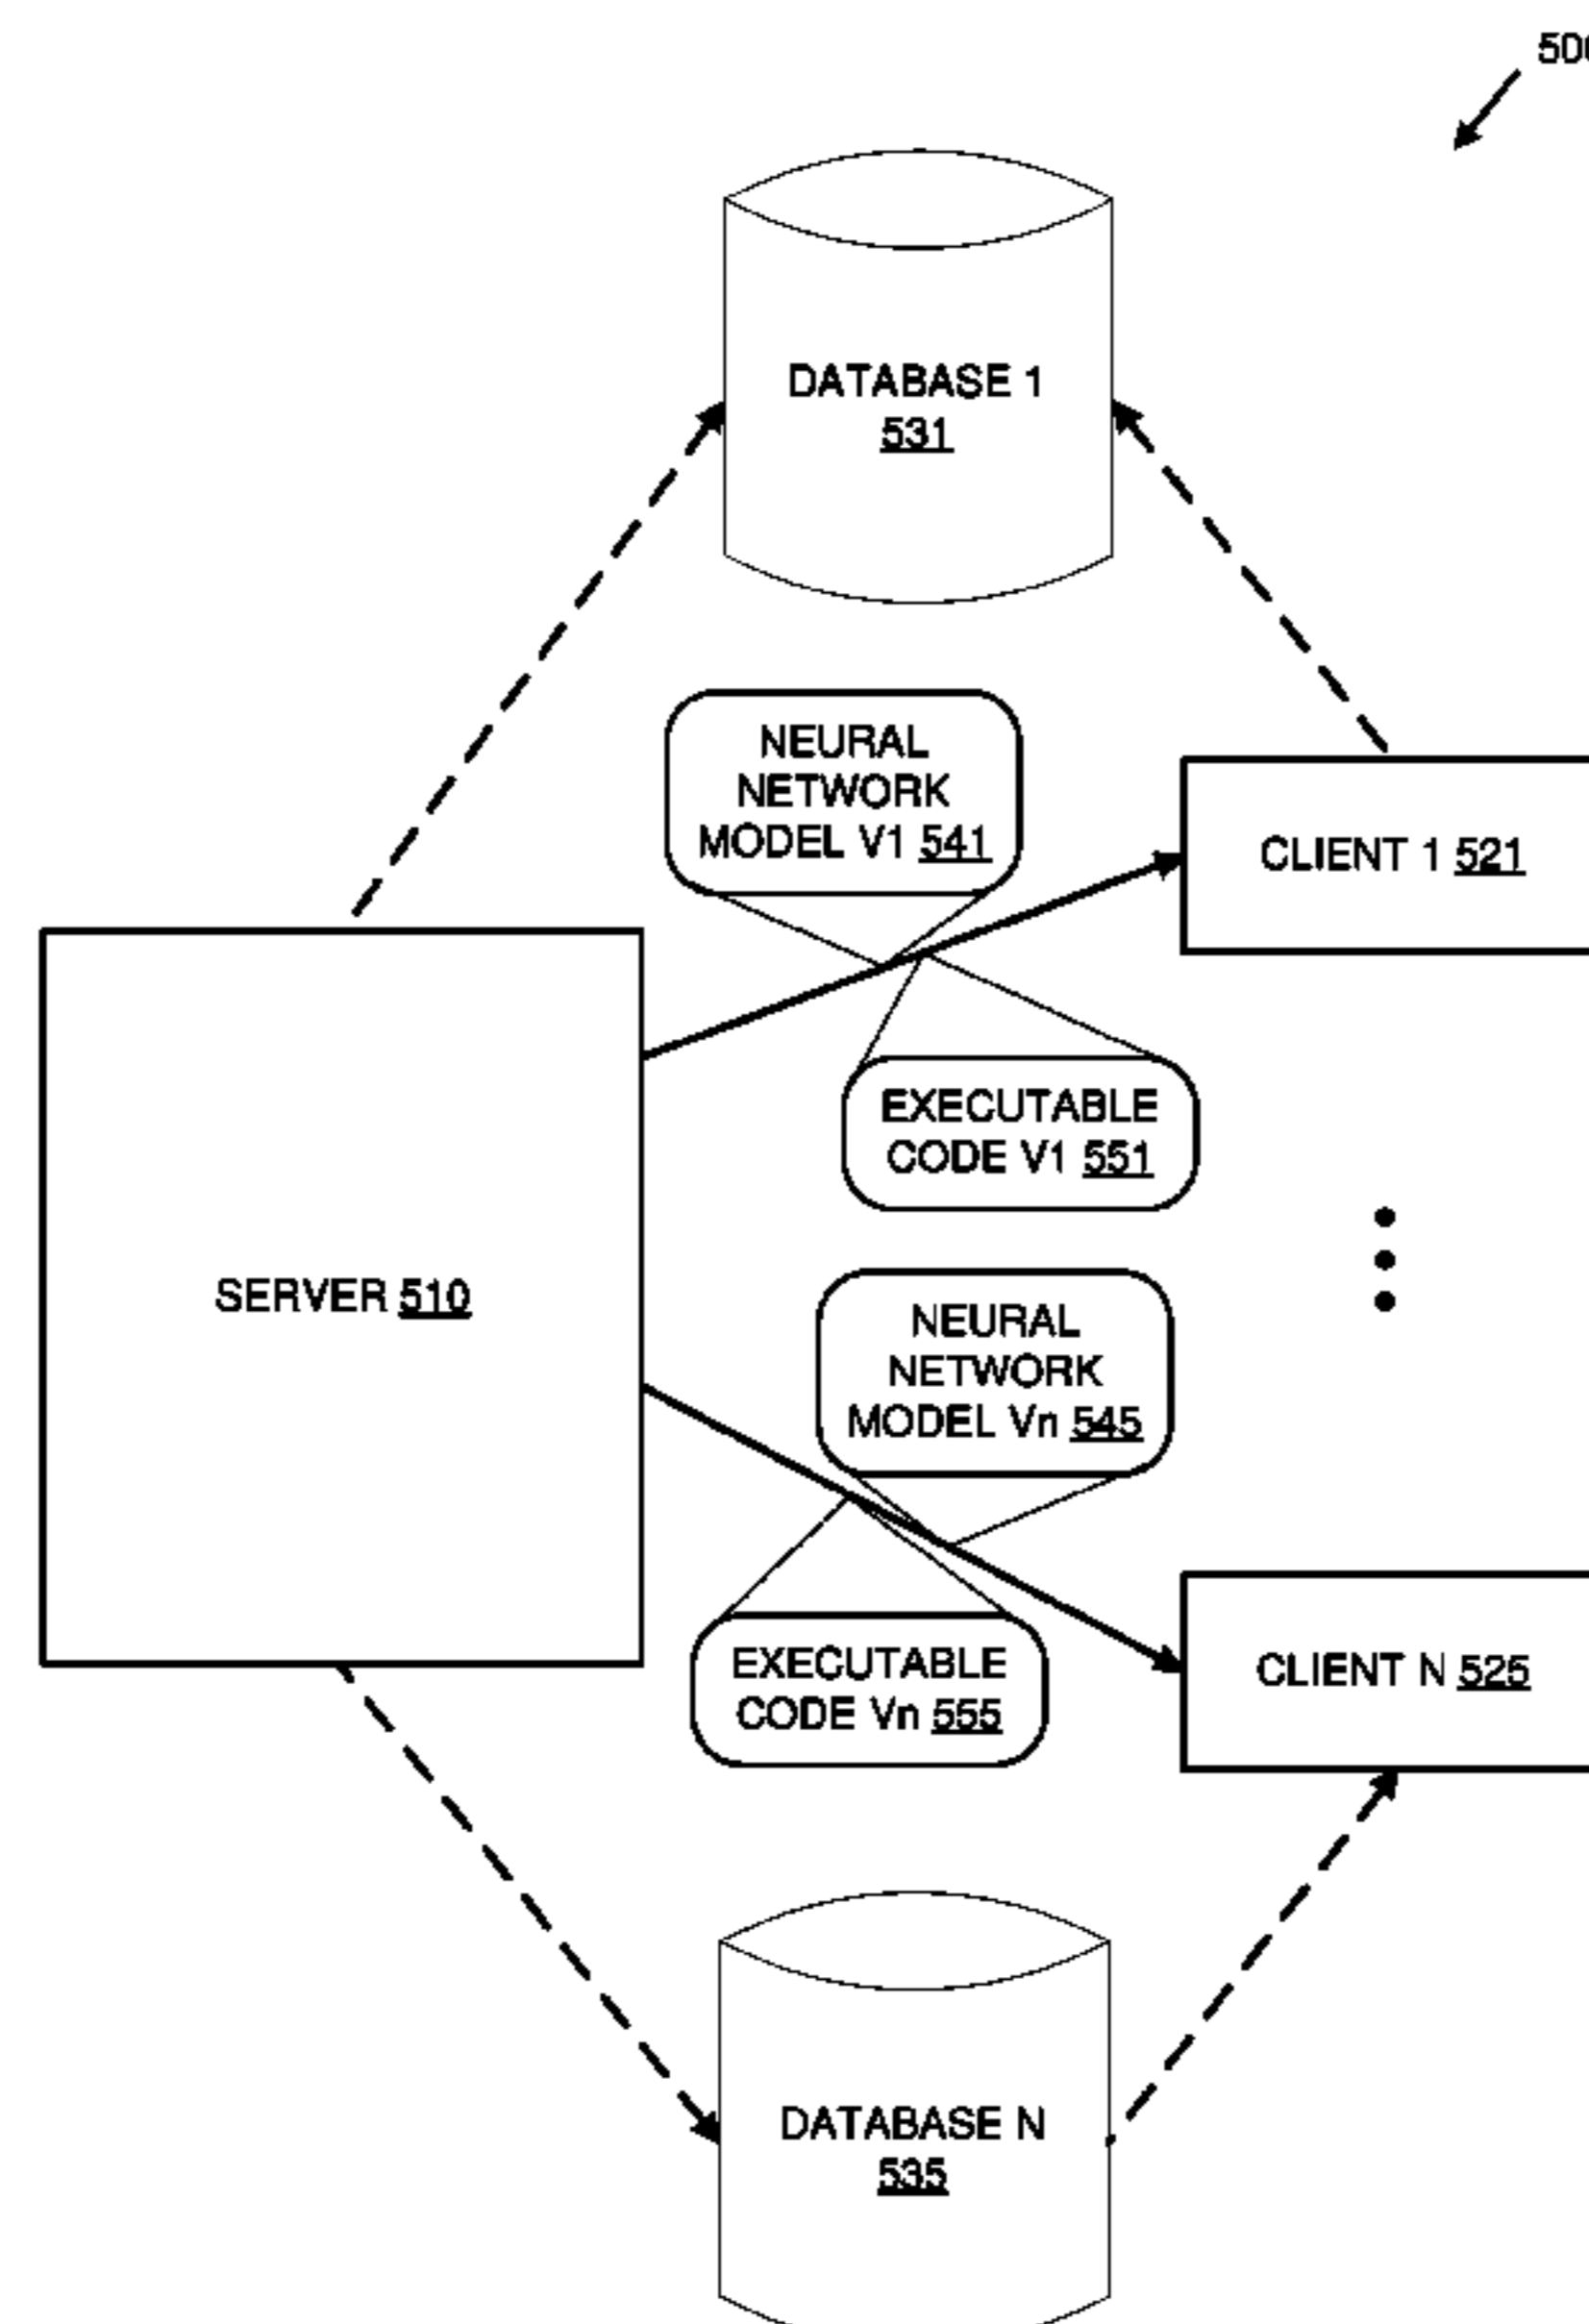 500
DATABASE 1
531
NEURAL
NETWORK
MODEL V1 541
CLIENT 1 521
EXECUTABLE
CODE V1 551
SERVER 510
NEURAL
NETWORK
MODEL Vn 545
EXECUTABLE
CODE Vn 555
CLIENT N 525
DATABASE N
535